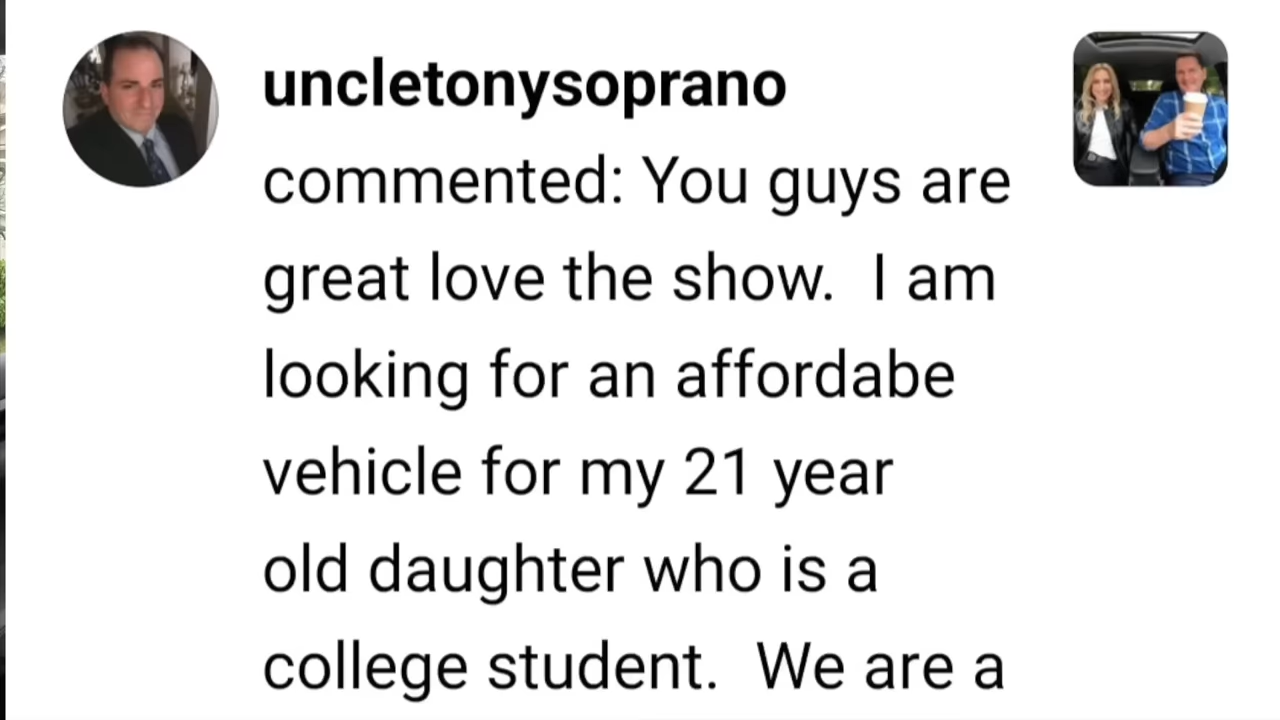 uncletonysoprano
commented: You guys are
great love the show.  I am
looking for an affordabe
vehicle for my 21 year
old daughter who is a
college student.  We are a